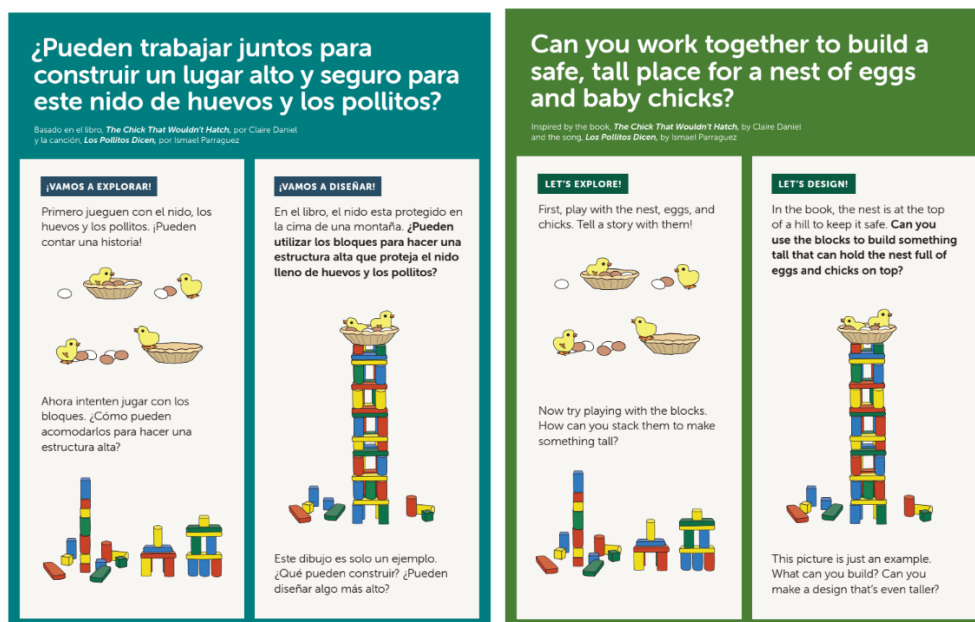 ¿Pueden trabajar juntos para
construir un lugar alto y seguro para
este nido de huevos y los pollitos?
Basado en el libro, The Chick That Wouldn't Hatch, por Claire Daniel
y la canción, Los Pollitos Dicen, por Ismael Parraguez
¡VAMOS A EXPLORAR!
Primero jueguen con el nido, los
huevos y los pollitos. ¡Pueden
contar una historia!
Ahora intenten jugar con los
bloques. ¿Cómo pueden
acomodarlos para hacer una
estructura alta?
¡VAMOS A DISEÑAR!
En el libro, el nido esta protegido en
la cima de una montaña. ¿Pueden
utilizar los bloques para hacer una
estructura alta que proteja el nido
lleno de huevos y los pollitos?
Este dibujo es solo un ejemplo.
¿Qué pueden construir? ¿Pueden
diseñar algo más alto?
Can you work together to build a
safe, tall place for a nest of eggs
and baby chicks?
Inspired by the book, The Chick That Wouldn't Hatch, by Claire Daniel
and the song, Los Pollitos Dicen, by Ismael Parraguez
LET'S EXPLORE!
First, play with the nest, eggs, and
chicks. Tell a story with them!
Now try playing with the blocks.
How can you stack them to make
something tall?
LET'S DESIGN!
In the book, the nest is at the top
of a hill to keep it safe. Can you
use the blocks to build something
tall that can hold the nest full of
eggs and chicks on top?
This picture is just an example.
What can you build? Can you
make a design that's even taller?